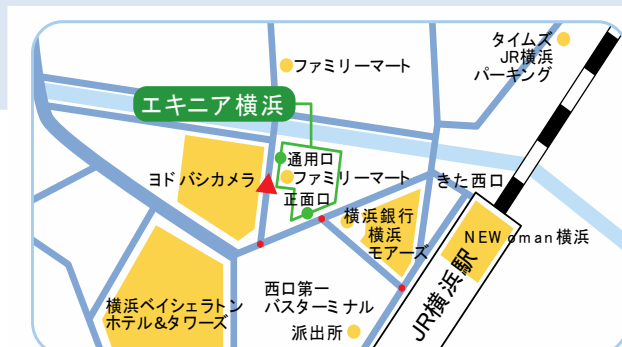 タイムズ
JR横浜
パーキング
ファミリーマート
エキニア横浜
通用口
ヨドバシカメラ
ファミリーマート
きた西口
正面口
横浜銀行
横浜
モアーズ
NEWoman横浜
JR横浜駅
西口第一
バスターミナル
横浜ベイシェラトン
ホテル&タワーズ
派出所